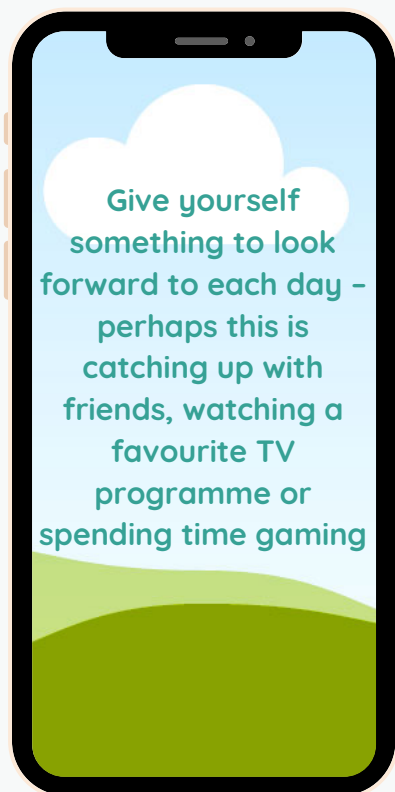 Give yourself
something to look
forward to each day –
perhaps this is
catching up with
friends, watching a
favourite TV
programme or
spending time gaming